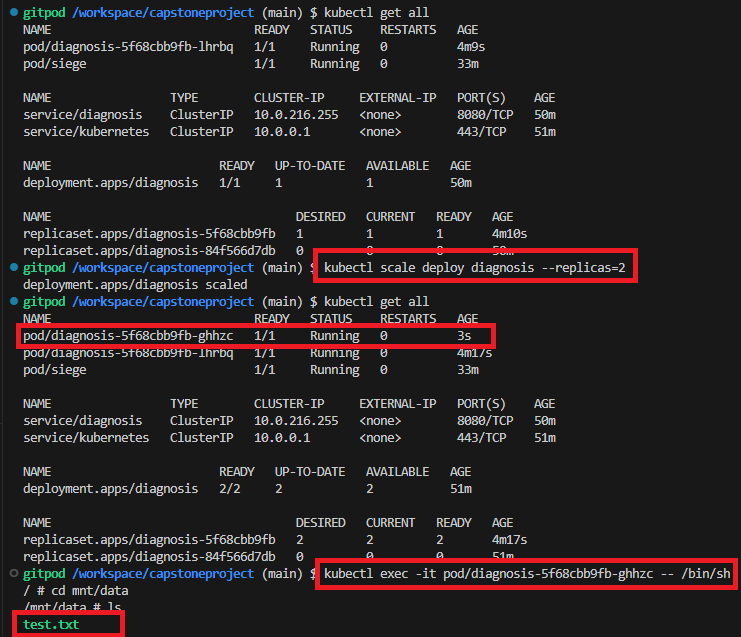 gitpod /workspace/capstoneproject (main) $ kubectl get all
NAME READY STATUS RESTARTS AGE
pod/diagnosis-5f68cbb9fb-lhrbq 1/1 Running 0 4m9s
pod/siege 1/1 Running 0 33m
NAME TYPE CLUSTER-IP EXTERNAL-IP PORT(S) AGE
service/diagnosis ClusterIP 10.0.216.255 <none> 8080/TCP 50m
service/kubernetes ClusterIP 10.0.0.1 <none> 443/TCP 51m
NAME READY UP-TO-DATE AVAILABLE AGE
deployment.apps/diagnosis 1/1 1 1 50m
NAME DESIRED CURRENT READY AGE
replicaset.apps/diagnosis-5f68cbb9fb 1 1 1 4m10s
replicaset.apps/diagnosis-84f566d7db 0 0 0 50m
gitpod /workspace/capstoneproject (main) $ kubectl scale deploy diagnosis --replicas=2
deployment.apps/diagnosis scaled
gitpod /workspace/capstoneproject (main) $ kubectl get all
NAME READY STATUS RESTARTS AGE
pod/diagnosis-5f68cbb9fb-ghhzc 1/1 Running 0 3s
pod/diagnosis-5f68cbb9fb-lhrbq 1/1 Running 0 4m17s
pod/siege 1/1 Running 0 33m
NAME TYPE CLUSTER-IP EXTERNAL-IP PORT(S) AGE
service/diagnosis ClusterIP 10.0.216.255 <none> 8080/TCP 50m
service/kubernetes ClusterIP 10.0.0.1 <none> 443/TCP 51m
NAME READY UP-TO-DATE AVAILABLE AGE
deployment.apps/diagnosis 2/2 2 2 51m
NAME DESIRED CURRENT READY AGE
replicaset.apps/diagnosis-5f68cbb9fb 2 2 2 4m17s
replicaset.apps/diagnosis-84f566d7db 0 0 0 51m
gitpod /workspace/capstoneproject (main) $ kubectl exec -it pod/diagnosis-5f68cbb9fb-ghhzc -- /bin/sh
/ # cd mnt/data
/mnt/data # ls
test.txt